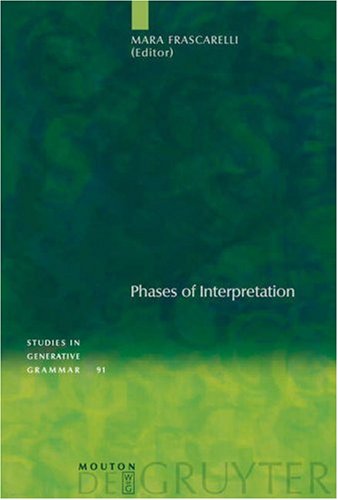 MARA FRASCARELLI
(Editor)
Phases of Interpretation
STUDIES IN
GENERATIVE
GRAMMAR 91
MOUTON
DE GRUYTER